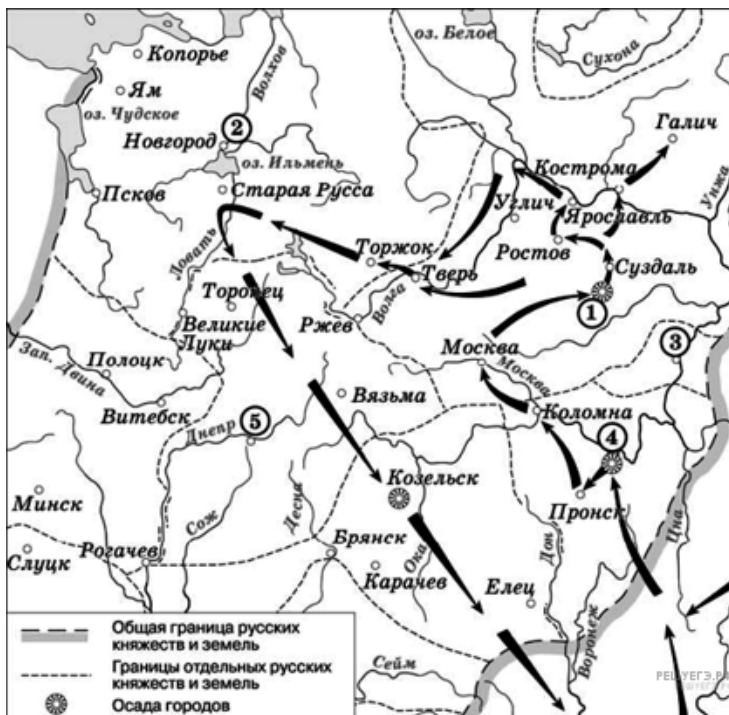 оз. Белое
Сухона
Копорье
Волхов
Ям
оз. Чудское
Галич
2
Новгород
оз. Ильмень
Кострома
Унжа
Псков
Старая Русса
Углич
Ярославль
Ловать
Торжок
Ростов
Тверь
Суздаль
Торопец
Волга
1
Великие
Луки
Ржев
3
Зап. Двина
Полоцк
Москва
Москва
Витебск
Вязьма
Коломна
Днепр
5
4
Козельск
Минск
Десна
Пронск
Сож
Цна
Слуцк
Рогачев
Брянск
Ока
Дон
Карачев
Елец
Воронеж
Общая граница русских
княжеств и земель
Границы отдельных русских
княжеств и земель
Сейм
Осада городов